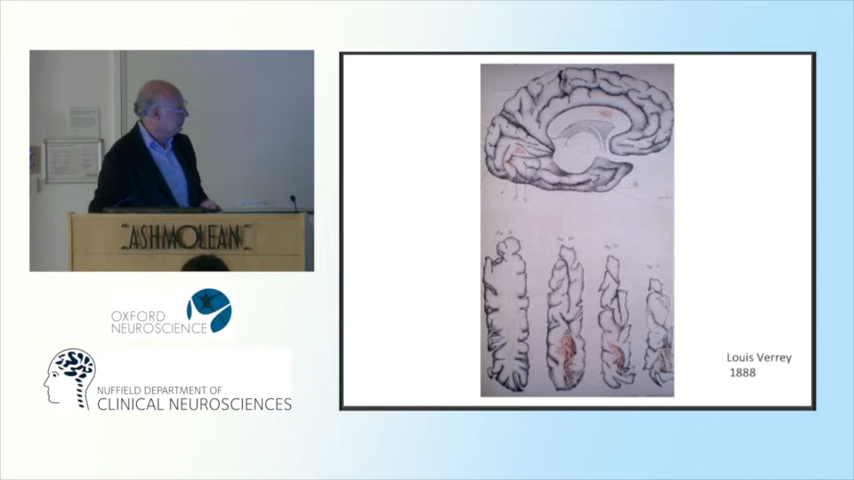 ASHMOLEAN
OXFORD
NEUROSCIENCE
NUFFIELD DEPARTMENT OF
CLINICAL NEUROSCIENCES
Louis Verrey
1888